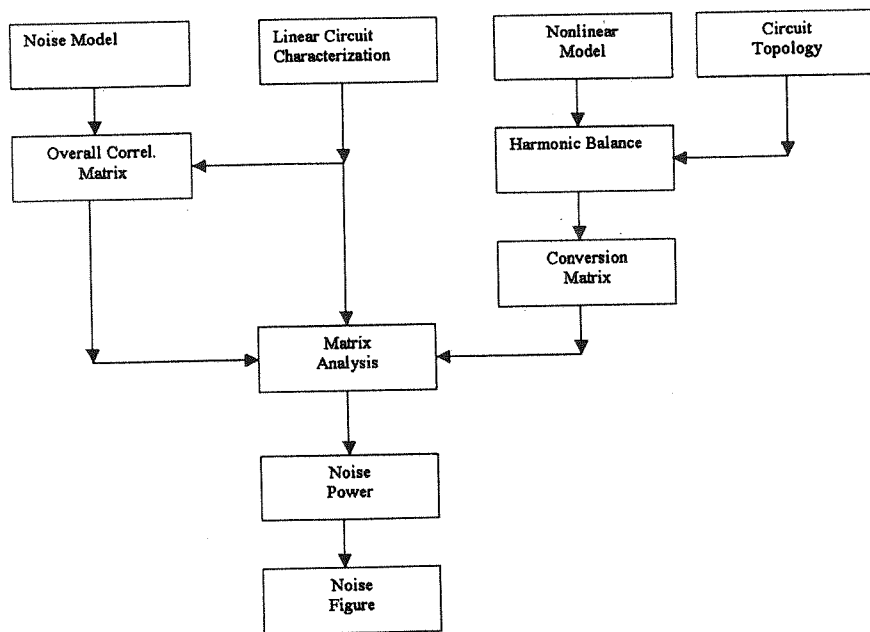 Noise Model
Linear Circuit
Characterization
Nonlinear
Model
Circuit
Topology
Overall Correl.
Matrix
Harmonic Balance
Conversion
Matrix
Matrix
Analysis
Noise
Power
Noise
Figure